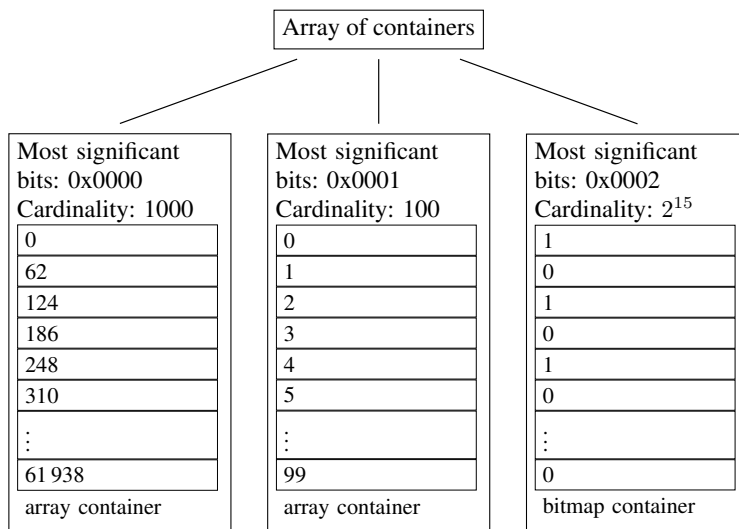 Array of containers
Most significant
bits: 0x0000
Cardinality: 1000
0
62
124
186
248
310
⋮
61 938
array container
Most significant
bits: 0x0001
Cardinality: 100
0
1
2
3
4
5
⋮
99
array container
Most significant
bits: 0x0002
Cardinality: 2¹⁵
1
0
1
0
1
0
⋮
0
bitmap container